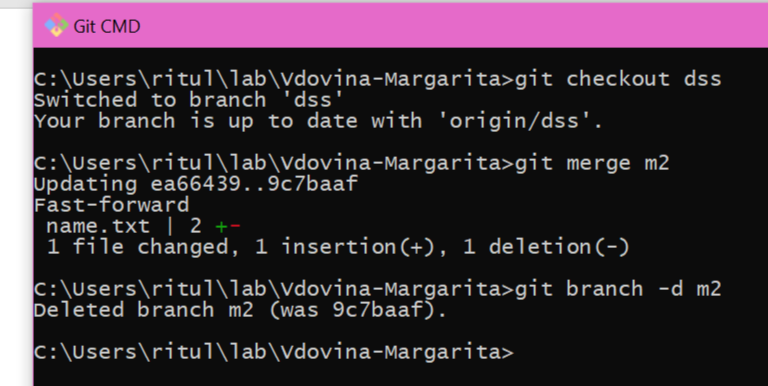 Git CMD
C:\Users\ritul\lab\Vdovina-Margarita>git checkout dss
Switched to branch 'dss'
Your branch is up to date with 'origin/dss'.
C:\Users\ritul\lab\Vdovina-Margarita>git merge m2
Updating ea66439..9c7baaf
Fast-forward
name.txt | 2 +-
1 file changed, 1 insertion(+), 1 deletion(-)
C:\Users\ritul\lab\Vdovina-Margarita>git branch -d m2
Deleted branch m2 (was 9c7baaf).
C:\Users\ritul\lab\Vdovina-Margarita>